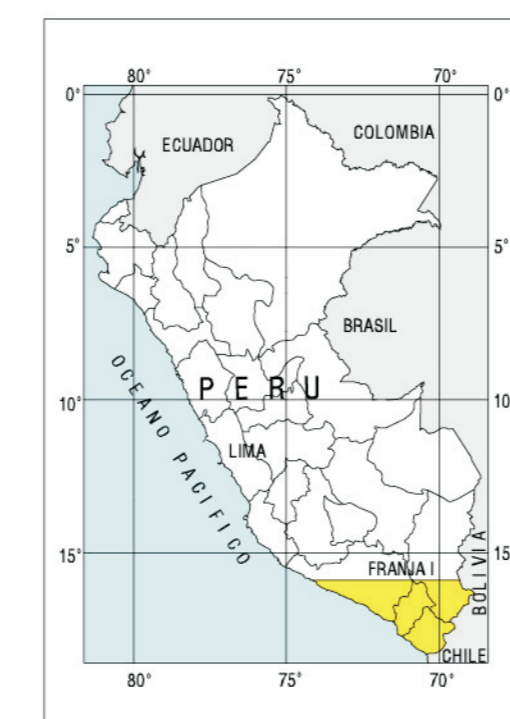 80° 75° 70°
0° 0°
ECUADOR
COLOMBIA
5° 5°
BRASIL
PERU
10° 10°
OCEANO PACIFICO
LIMA
15° 15°
FRANJA I
BOLIVIA
CHILE
80° 75° 70°